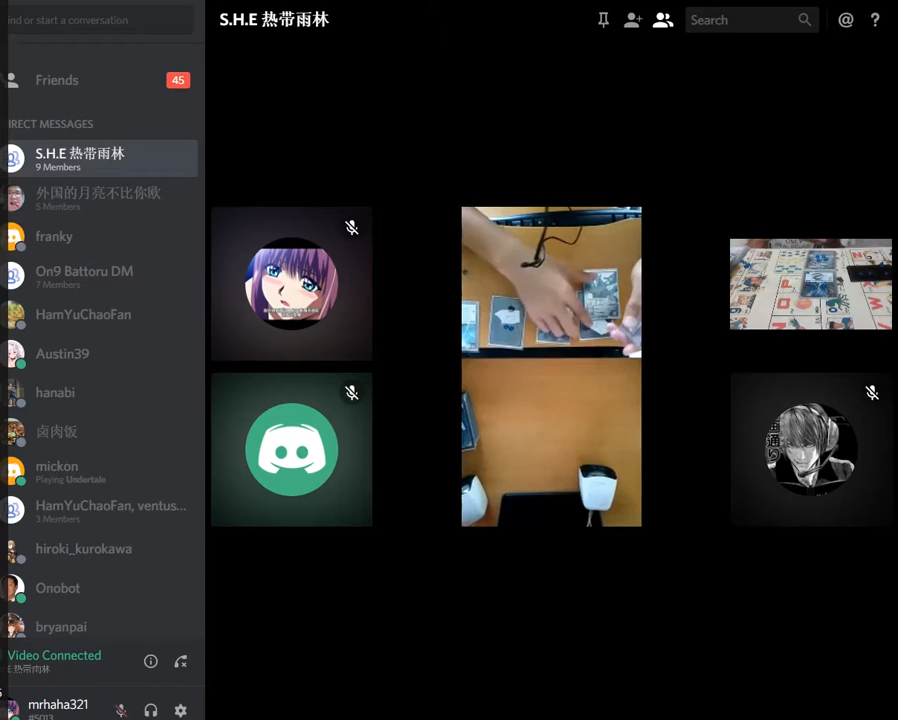 ind or start a conversation
S.H.E 热带雨林
Search
Friends
45
IRECT MESSAGES
S.H.E 热带雨林
9 Members
外国的月亮不比你欧
5 Members
franky
On9 Battoru DM
7 Members
HamYuChaoFan
Austin39
hanabi
卤肉饭
mickon
Playing Undertale
HamYuChaoFan, ventus...
3 Members
hiroki_kurokawa
Onobot
bryanpai
Video Connected
E 热带雨林
mrhaha321
#5013